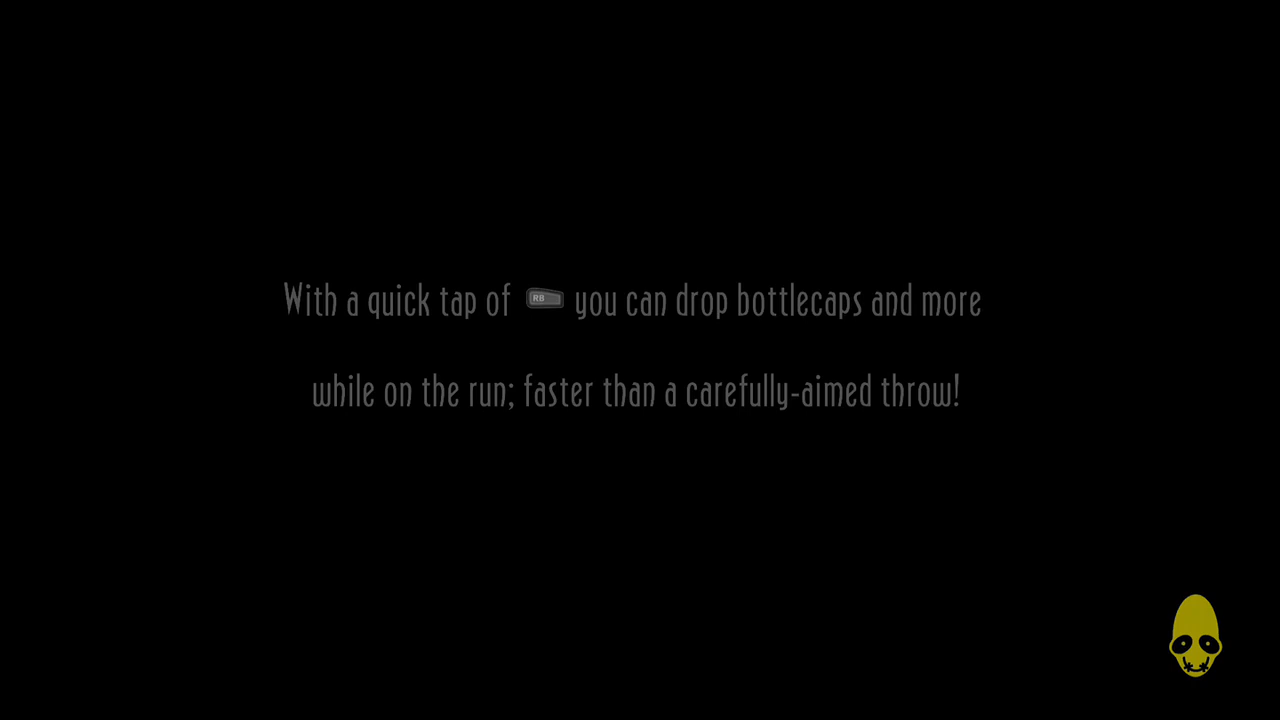 With a quick tap of RB you can drop bottlecaps and more
while on the run; faster than a carefully-aimed throw!